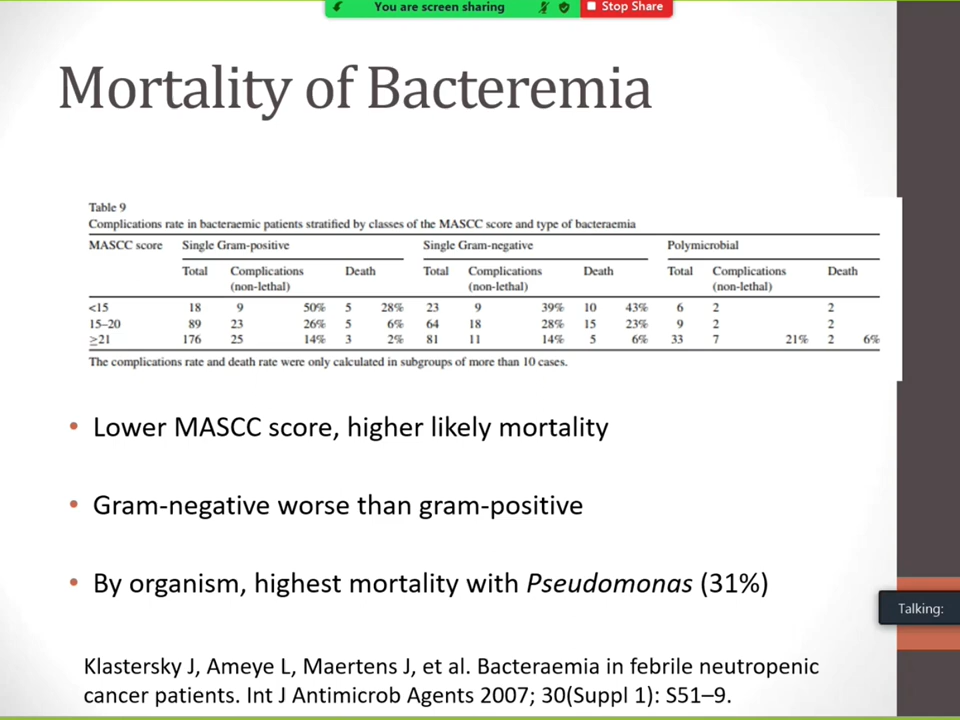 You are screen sharing Stop Share
Mortality of Bacteremia
Table 9
Complications rate in bacteraemic patients stratified by classes of the MASCC score and type of bacteraemia
MASCC score Single Gram-positive Single Gram-negative Polymicrobial
Total Complications Death Total Complications Death Total Complications Death
(non-lethal) (non-lethal) (non-lethal)
<15 18 9 50% 5 28% 23 9 39% 10 43% 6 2 2
15–20 89 23 26% 5 6% 64 18 28% 15 23% 9 2 2
≥21 176 25 14% 3 2% 81 11 14% 5 6% 33 7 21% 2 6%
The complications rate and death rate were only calculated in subgroups of more than 10 cases.
• Lower MASCC score, higher likely mortality
• Gram-negative worse than gram-positive
• By organism, highest mortality with Pseudomonas (31%)
Talking:
Klastersky J, Ameye L, Maertens J, et al. Bacteraemia in febrile neutropenic
cancer patients. Int J Antimicrob Agents 2007; 30(Suppl 1): S51–9.